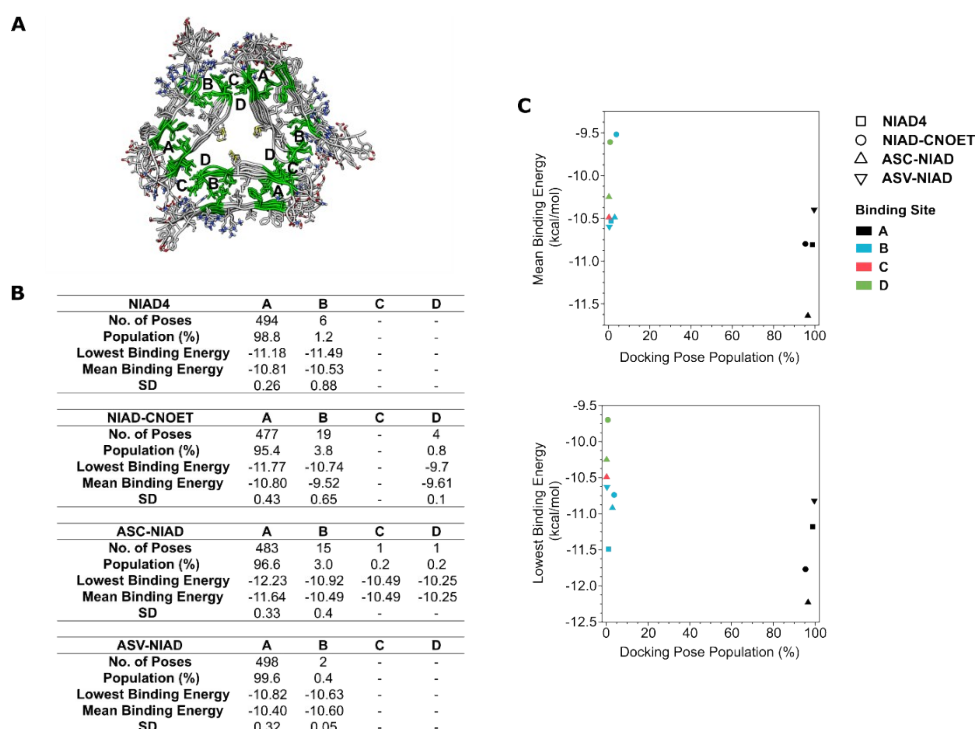 A
B C A
D
B
A D D
C B C A
B
NIAD4 A B C D
No. of Poses 494 6 - -
Population (%) 98.8 1.2 - -
Lowest Binding Energy -11.18 -11.49 - -
Mean Binding Energy -10.81 -10.53 - -
SD 0.26 0.88 - -
NIAD-CNOET A B C D
No. of Poses 477 19 - 4
Population (%) 95.4 3.8 - 0.8
Lowest Binding Energy -11.77 -10.74 - -9.7
Mean Binding Energy -10.80 -9.52 - -9.61
SD 0.43 0.65 - 0.1
ASC-NIAD A B C D
No. of Poses 483 15 1 1
Population (%) 96.6 3.0 0.2 0.2
Lowest Binding Energy -12.23 -10.92 -10.49 -10.25
Mean Binding Energy -11.64 -10.49 -10.49 -10.25
SD 0.33 0.4 - -
ASV-NIAD A B C D
No. of Poses 498 2 - -
Population (%) 99.6 0.4 - -
Lowest Binding Energy -10.82 -10.63 - -
Mean Binding Energy -10.40 -10.60 - -
SD 0.32 0.05 - -
C
Mean Binding Energy
(kcal/mol)
-9.5
-10.0
-10.5
-11.0
-11.5
0 20 40 60 80 100
Docking Pose Population (%)
NIAD4
NIAD-CNOET
ASC-NIAD
ASV-NIAD
Binding Site
A
B
C
D
Lowest Binding Energy
(kcal/mol)
-9.5
-10.0
-10.5
-11.0
-11.5
-12.0
-12.5
0 20 40 60 80 100
Docking Pose Population (%)